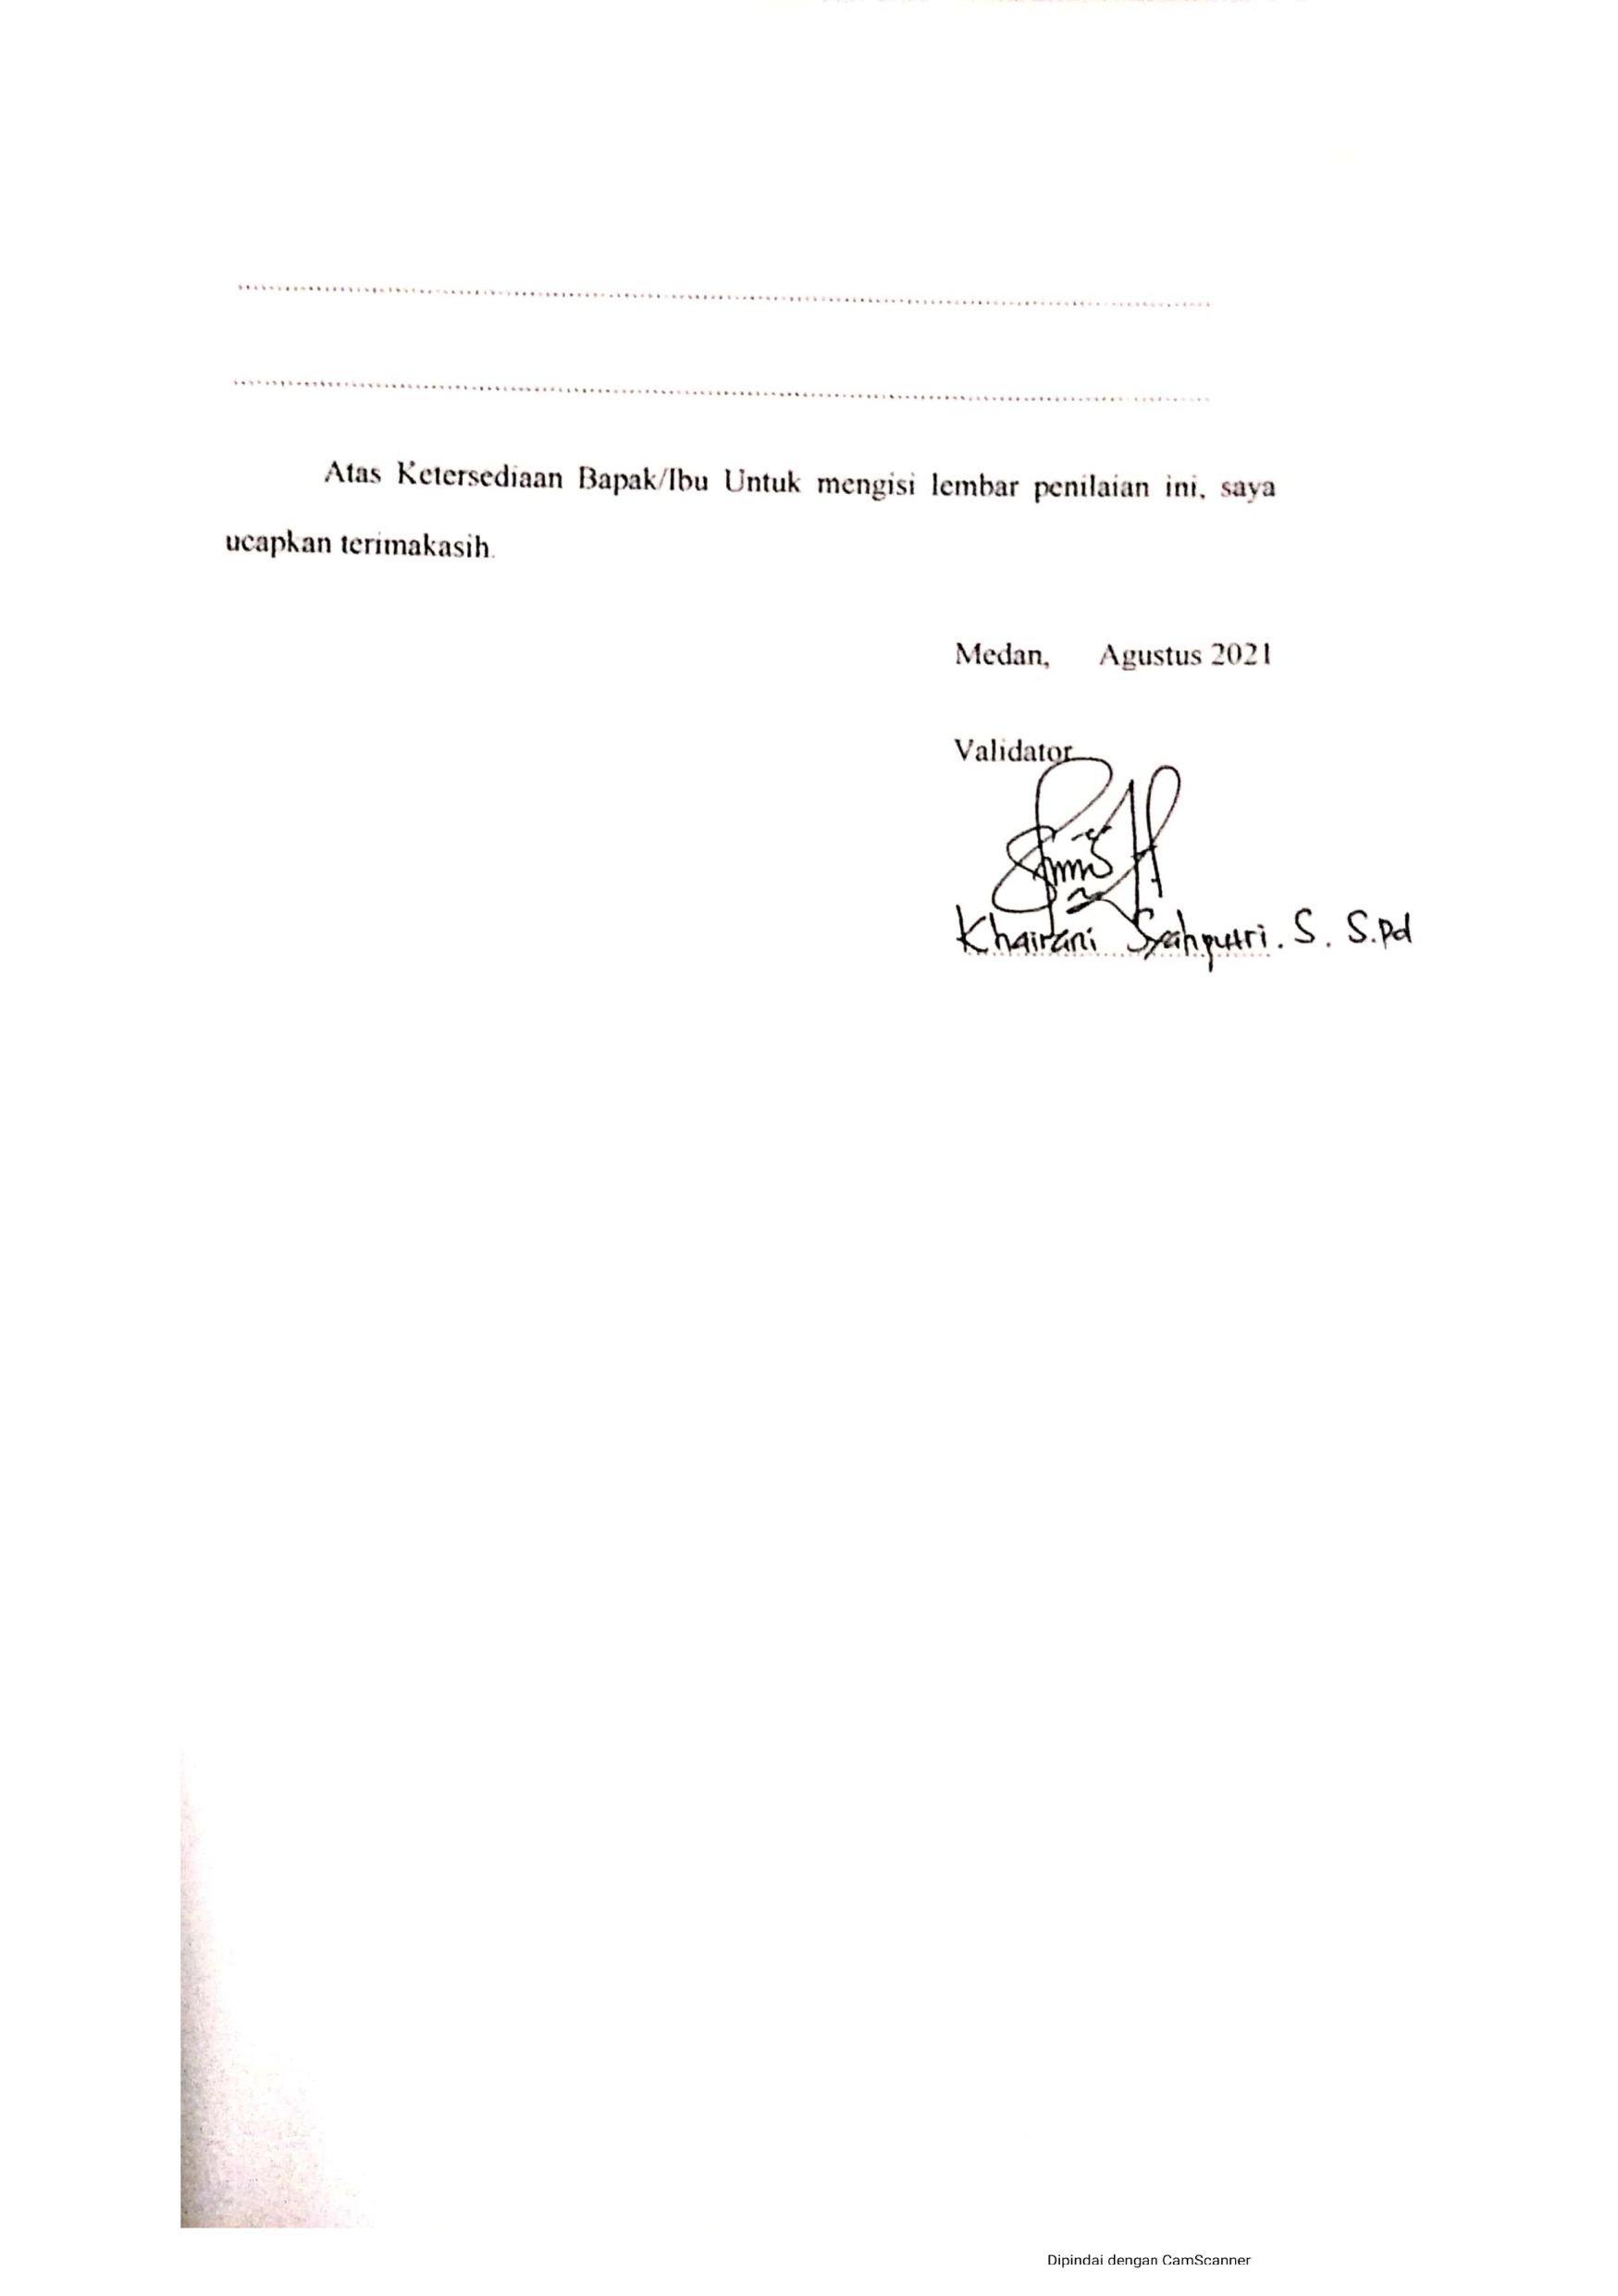 Atas Ketersediaan Bapak/Ibu Untuk mengisi lembar penilaian ini, saya
ucapkan terimakasih.
Medan, Agustus 2021
Validator
Khairani Syahputri. S. S.Pd
Dipindai dengan CamScanner